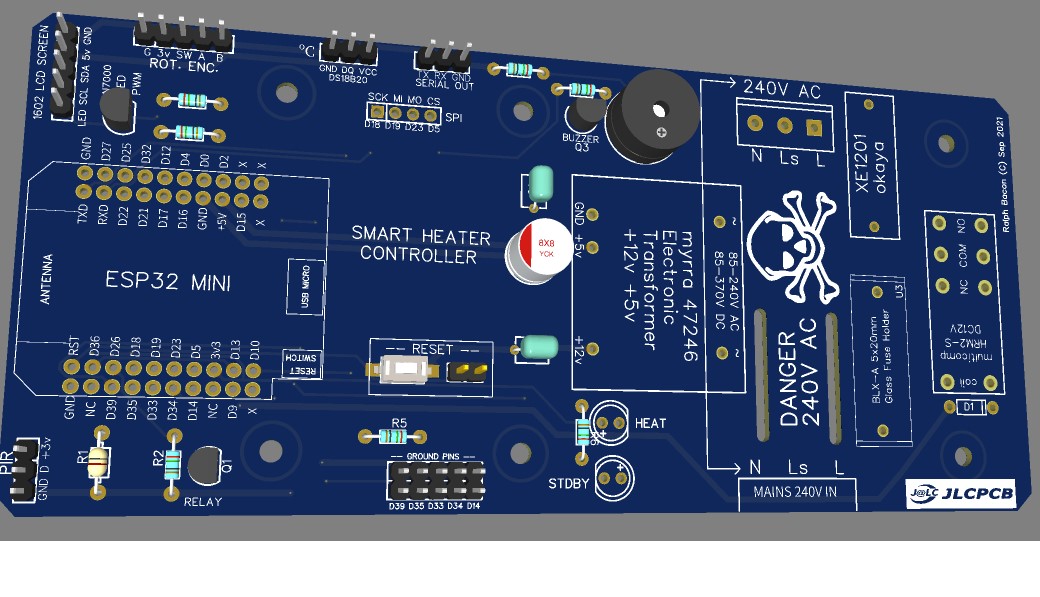 1602 LCD SCREEN
LED SCL SDA 5v GND
PWM
G 3v SW A B
ROT. ENC.
°C
GND DQ VCC
DS18B20
TX RX GND
SERIAL OUT
SCK MI MO CS
SPI
D18 D19 D23 D5
BUZZER
Q3
240V AC
N Ls L
XE1201
okaya
Ralph Bacon (C) Sep 2021
GND D27 D25 D32 D12 D4 D0 D2 X X
TXD RXD D22 D21 D17 D16 GND +5V D15 X
ANTENNA
ESP32 MINI
USB MICRO
SMART HEATER
CONTROLLER
8X8
YCK
GND
+5v
+12v
myrra 47246
Electronic
Transformer
+12v +5v
~
85-240V AC
85-370V DC
~
DANGER
240V AC
U3
BLX-A 5x20mm
Glass Fuse Holder
NO
COM
NC
DC12V
HRM2-S
multicomp
coil
D1
RST D36 D26 D18 D19 D23 D5 3v3 D13 D10
GND NC D39 D35 D33 D34 D14 NC D9 X
RESET
SWITCH
-- RESET --
PIR
GND D +3v
R1
R2
Q1
RELAY
R5
-- GROUND PINS --
D39 D35 D33 D34 D14
HEAT
STDBY
N Ls L
MAINS 240V IN
J@LC JLCPCB